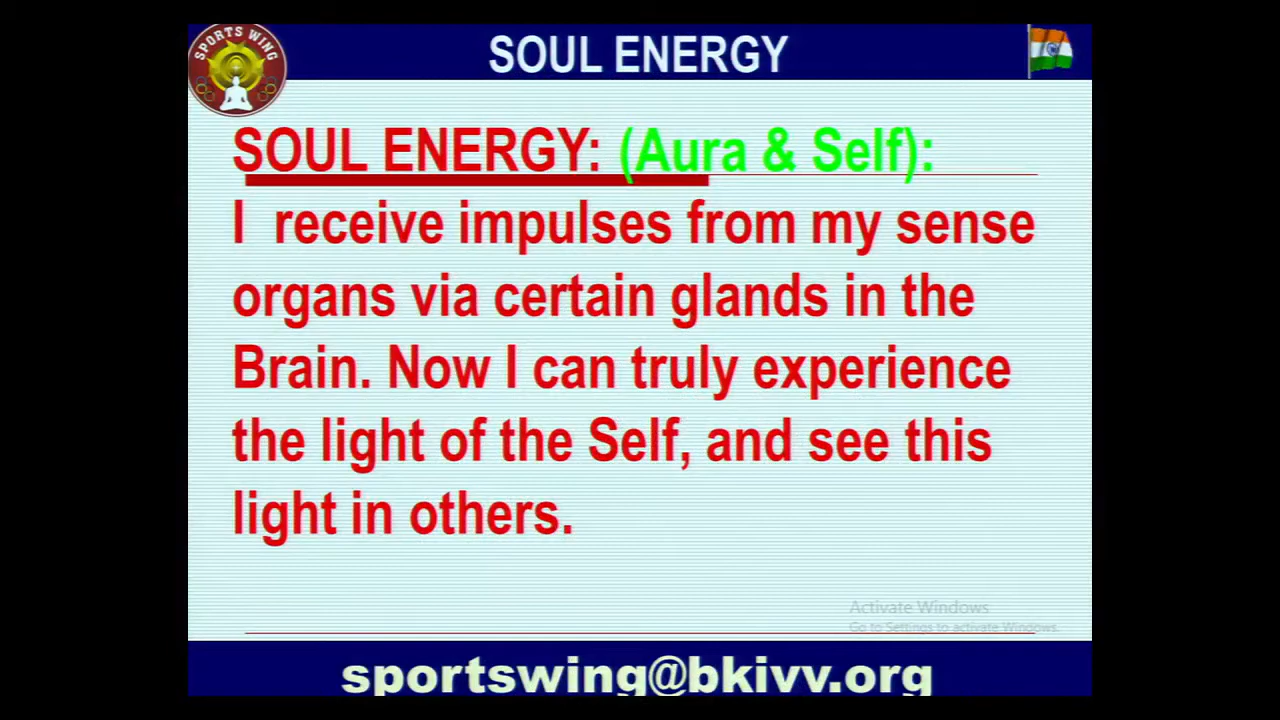 SPORTS WING
SOUL ENERGY
SOUL ENERGY: (Aura & Self):
I receive impulses from my sense
organs via certain glands in the
Brain. Now I can truly experience
the light of the Self, and see this
light in others.
Activate Windows
Go to Settings to activate Windows.
sportswing@bkivv.org